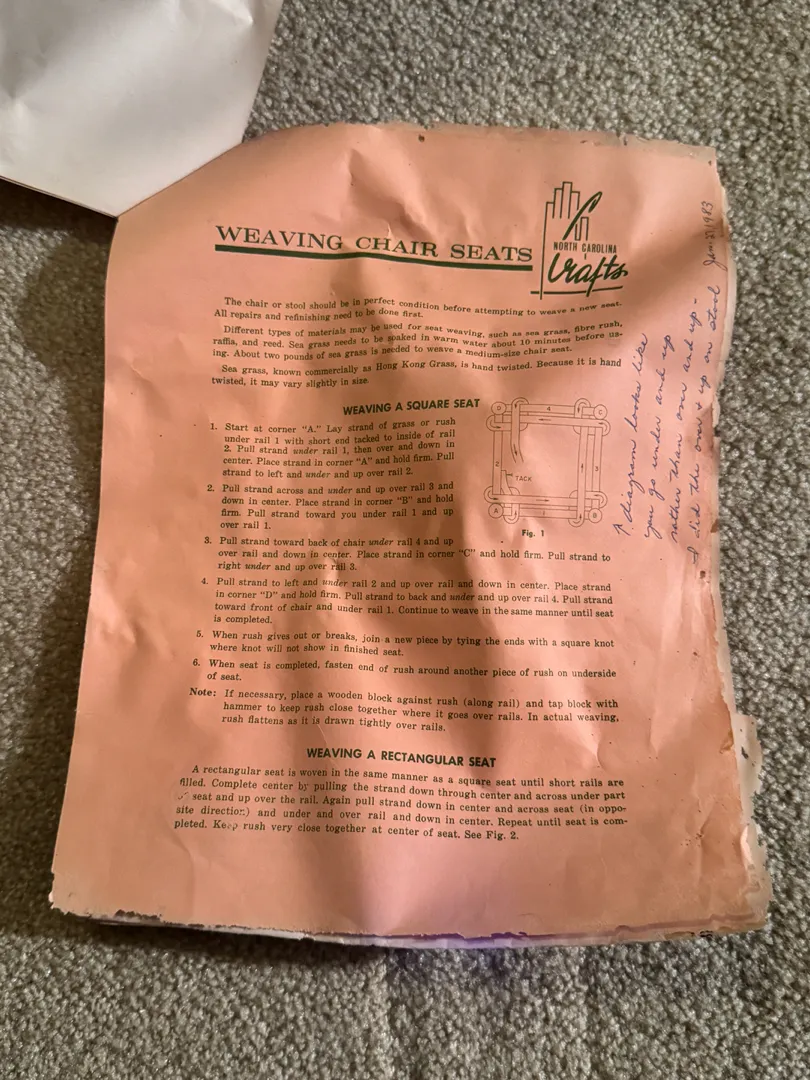 WEAVING CHAIR SEATS
NORTH CAROLINA
Crafts
The chair or stool should be in perfect condition before attempting to weave a new seat.
All repairs and refinishing need to be done first.
Different types of materials may be used for seat weaving, such as sea grass, fibre rush,
raffia, and reed. Sea grass needs to be soaked in warm water about 10 minutes before us-
ing. About two pounds of sea grass is needed to weave a medium-size chair seat.
Sea grass, known commercially as Hong Kong Grass, is hand twisted. Because it is hand
twisted, it may vary slightly in size.
WEAVING A SQUARE SEAT
1. Start at corner "A." Lay strand of grass or rush
under rail 1 with short end tacked to inside of rail
2. Pull strand under rail 1, then over and down in
center. Place strand in corner "A" and hold firm. Pull
strand to left and under and up over rail 2.
2. Pull strand across and under and up over rail 3 and
down in center. Place strand in corner "B" and hold
firm. Pull strand toward you under rail 1 and up
over rail 1.
3. Pull strand toward back of chair under rail 4 and up
over rail and down in center. Place strand in corner "C" and hold firm. Pull strand to
right under and up over rail 3.
4. Pull strand to left and under rail 2 and up over rail and down in center. Place strand
in corner "D" and hold firm. Pull strand to back and under and up over rail 4. Pull strand
toward front of chair and under rail 1. Continue to weave in the same manner until seat
is completed.
5. When rush gives out or breaks, join a new piece by tying the ends with a square knot
where knot will not show in finished seat.
6. When seat is completed, fasten end of rush around another piece of rush on underside
of seat.
Note: If necessary, place a wooden block against rush (along rail) and tap block with
hammer to keep rush close together where it goes over rails. In actual weaving,
rush flattens as it is drawn tightly over rails.
D
4
C
2
3
TACK
A
1
B
Fig. 1
WEAVING A RECTANGULAR SEAT
A rectangular seat is woven in the same manner as a square seat until short rails are
filled. Complete center by pulling the strand down through center and across under part
of seat and up over the rail. Again pull strand down in center and across seat (in oppo-
site direction) and under and over rail and down in center. Repeat until seat is com-
pleted. Keep rush very close together at center of seat. See Fig. 2.
diagram looks like
you go under and up
rather than over and up -
I did the over & up on stool Jan. 1983